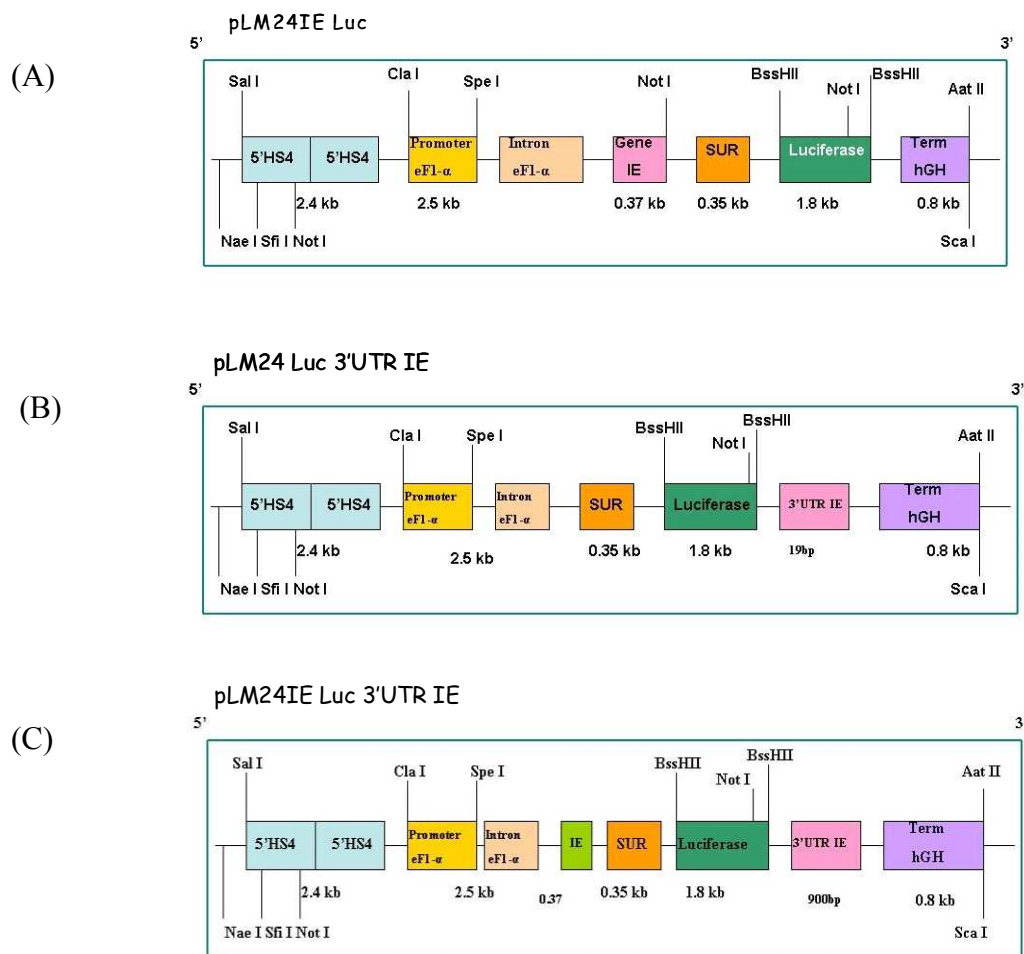 pLM24IE Luc
5' 3'
(A)
Sal I Cla I Spe I Not I BssHII Not I BssHII Aat II
5'HS4 5'HS4 Promoter eF1-α Intron eF1-α Gene IE SUR Luciferase Term hGH
2.4 kb 2.5 kb 0.37 kb 0.35 kb 1.8 kb 0.8 kb
Nae I Sfi I Not I Sca I
pLM24 Luc 3'UTR IE
5' 3'
(B)
Sal I Cla I Spe I BssHII Not I BssHII Aat II
5'HS4 5'HS4 Promoter eF1-α Intron eF1-α SUR Luciferase 3'UTR IE Term hGH
2.4 kb 2.5 kb 0.35 kb 1.8 kb 19bp 0.8 kb
Nae I Sfi I Not I Sca I
pLM24IE Luc 3'UTR IE
5' 3
(C)
Sal I Cla I Spe I BssHII Not I BssHII Aat II
5'HS4 5'HS4 Promoter eF1-α Intron eF1-α IE SUR Luciferase 3'UTR IE Term hGH
2.4 kb 2.5 kb 0.37 0.35 kb 1.8 kb 900bp 0.8 kb
Nae I Sfi I Not I Sca I